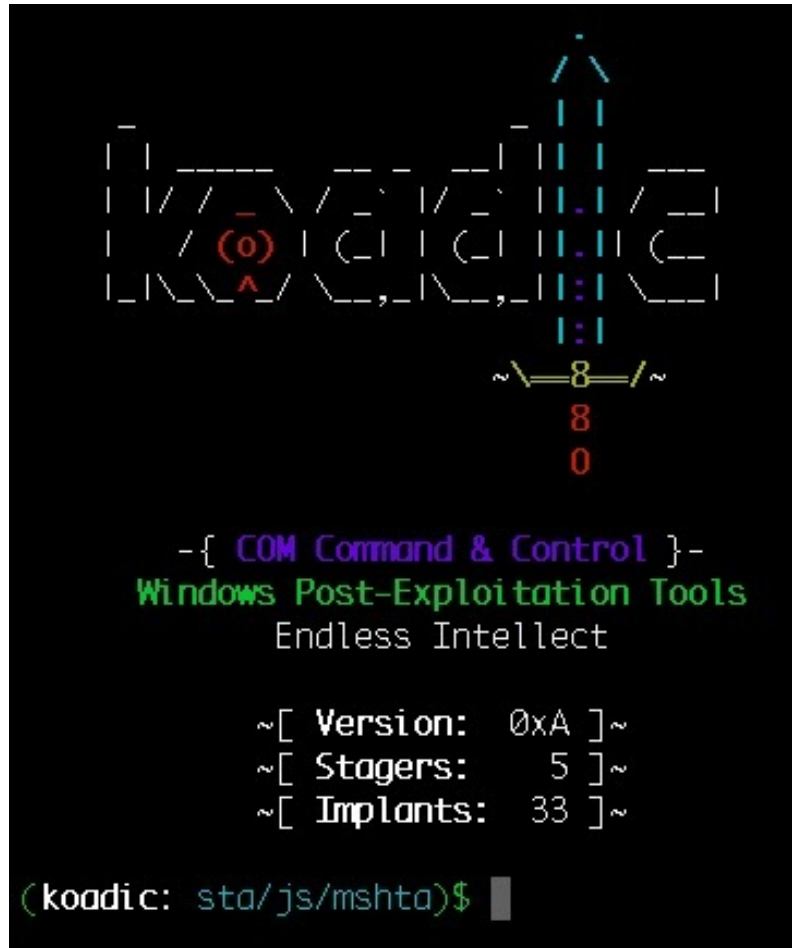 koadic
-{ COM Command & Control }-
Windows Post-Exploitation Tools
Endless Intellect
~[ Version: 0xA ]~
~[ Stagers: 5 ]~
~[ Implants: 33 ]~
(koadic: sta/js/mshta)$